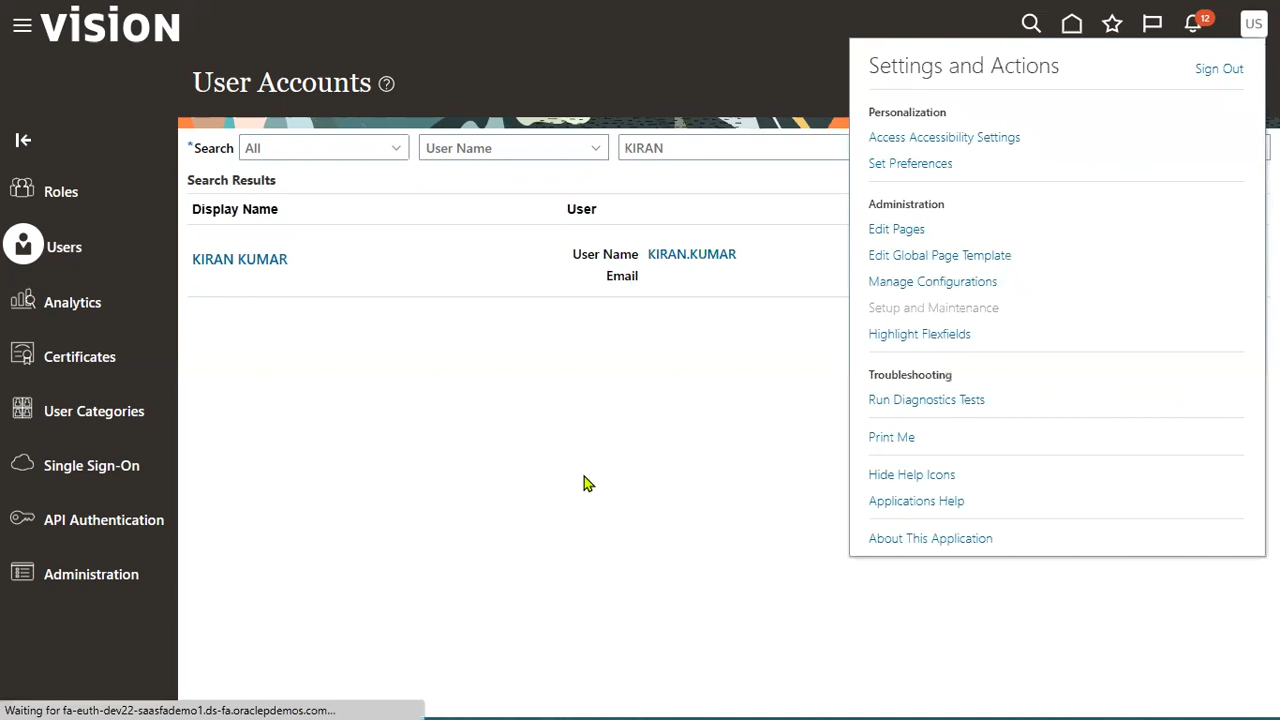 vision
12
US
User Accounts
Settings and Actions
Sign Out
Personalization
Access Accessibility Settings
Set Preferences
Administration
Edit Pages
Edit Global Page Template
Manage Configurations
Setup and Maintenance
Highlight Flexfields
Troubleshooting
Run Diagnostics Tests
Print Me
Hide Help Icons
Applications Help
About This Application
*Search All User Name KIRAN
Search Results
Display Name User
KIRAN KUMAR
User Name KIRAN.KUMAR
Email
Roles
Users
Analytics
Certificates
User Categories
Single Sign-On
API Authentication
Administration
Waiting for fa-euth-dev22-saasfademo1.ds-fa.oraclepdemos.com...